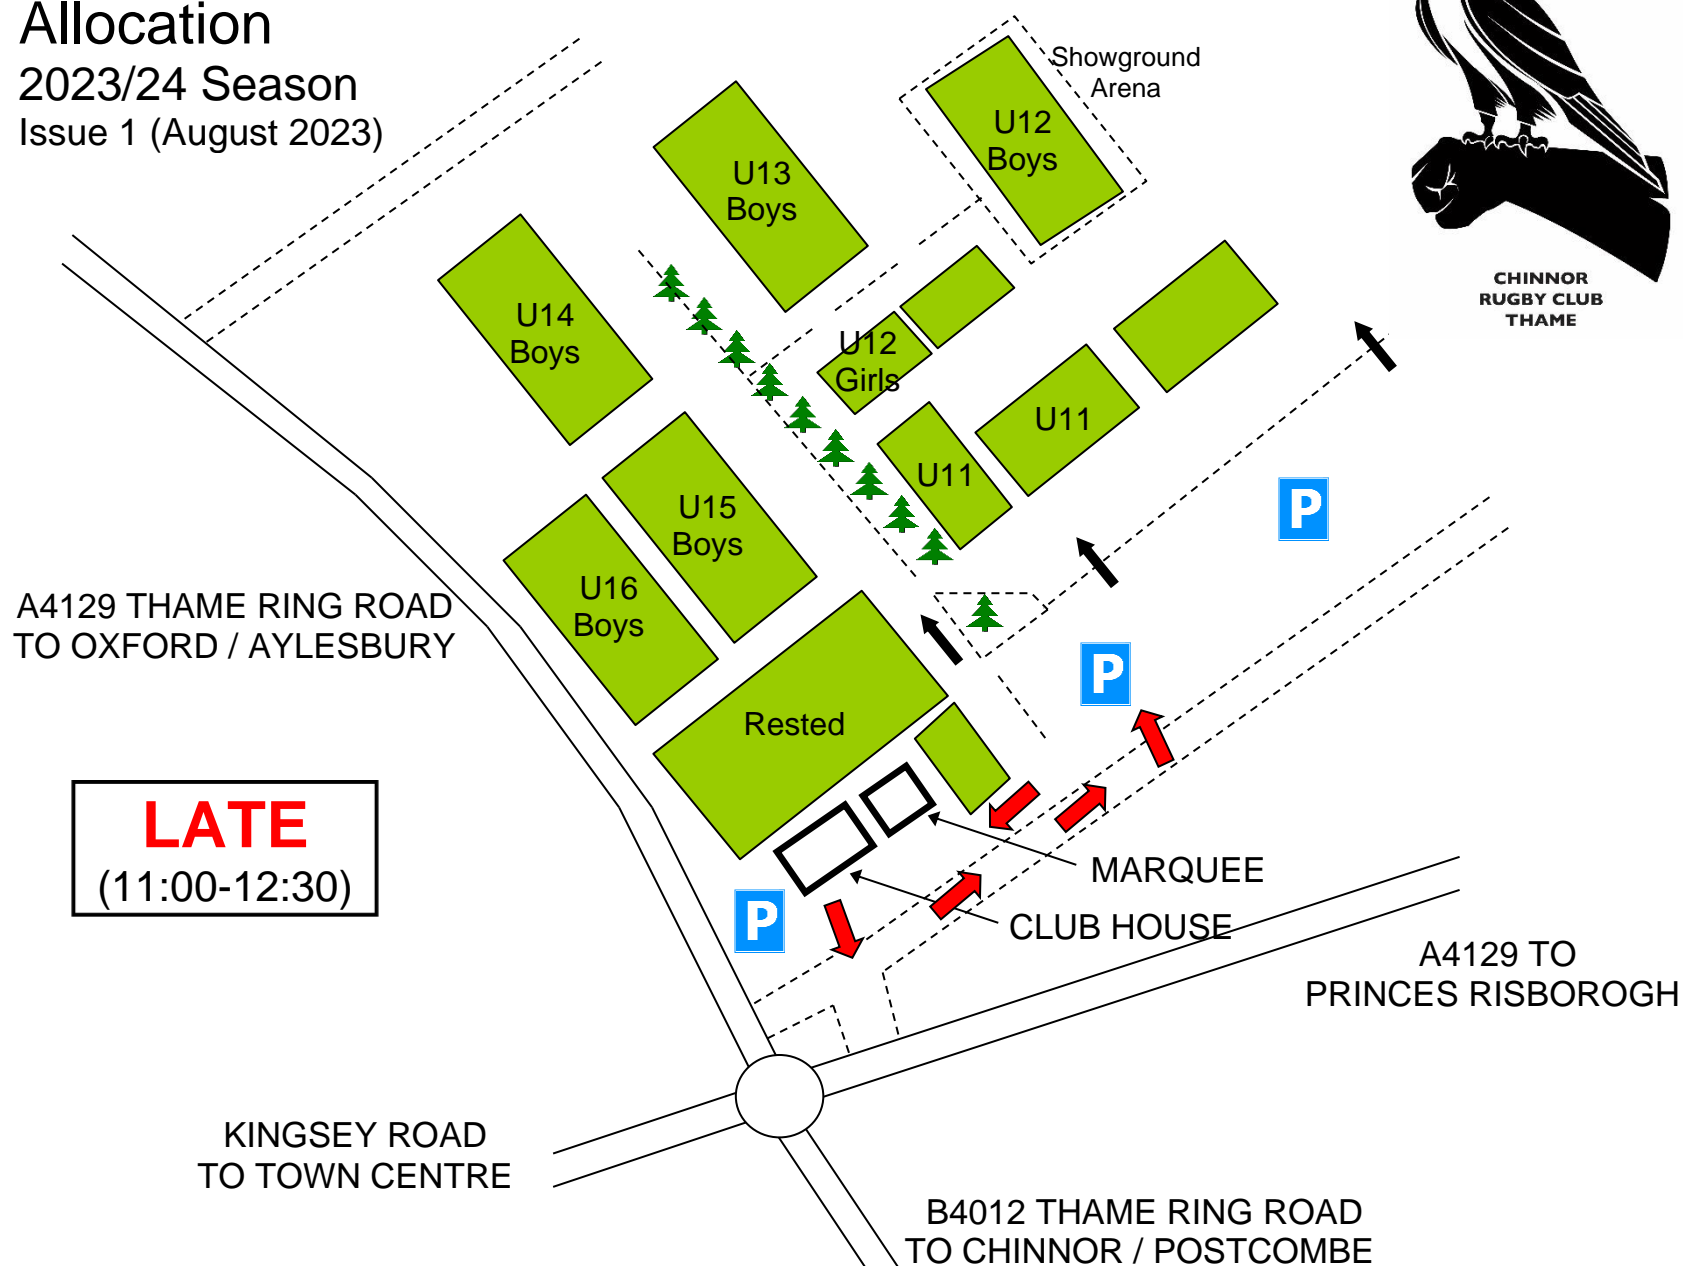 Allocation
2023/24 Season
Issue 1 (August 2023)
Showground
Arena
U12
Boys
U13
Boys
CHINNOR
RUGBY CLUB
THAME
U14
Boys
U12
Girls
U11
U11
P
U15
Boys
U16
Boys
A4129 THAME RING ROAD
TO OXFORD / AYLESBURY
P
Rested
LATE
(11:00-12:30)
MARQUEE
P
CLUB HOUSE
A4129 TO
PRINCES RISBOROGH
KINGSEY ROAD
TO TOWN CENTRE
B4012 THAME RING ROAD
TO CHINNOR / POSTCOMBE